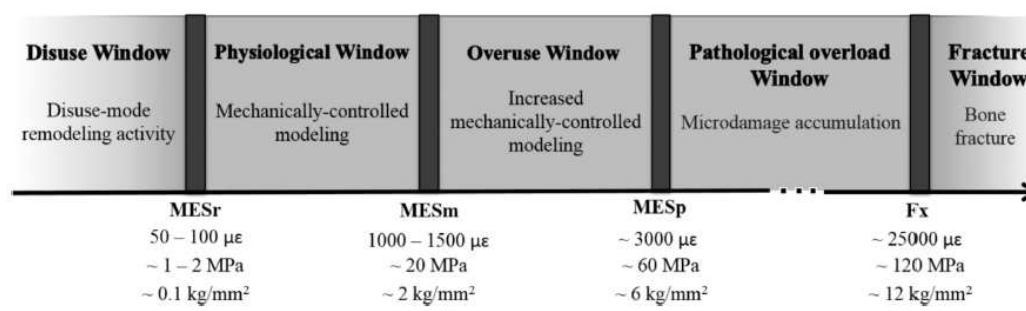 Disuse Window
Disuse-mode
remodeling activity
Physiological Window
Mechanically-controlled
modeling
Overuse Window
Increased
mechanically-controlled
modeling
Pathological overload
Window
Microdamage accumulation
Fracture
Window
Bone
fracture
MESr
50 – 100 µε
~ 1 – 2 MPa
~ 0.1 kg/mm²
MESm
1000 – 1500 µε
~ 20 MPa
~ 2 kg/mm²
MESp
~ 3000 µε
~ 60 MPa
~ 6 kg/mm²
Fx
~ 25000 µε
~ 120 MPa
~ 12 kg/mm²